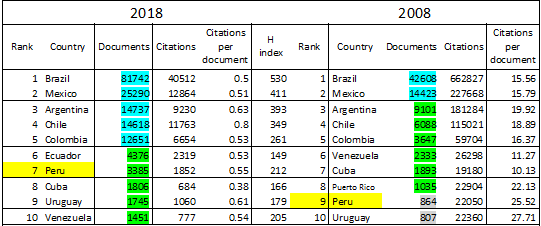 2018 2008
Rank Country Documents Citations Citations per document H index Rank Country Documents Citations Citations per document
1 Brazil 81742 40512 0.5 530 1 Brazil 42608 662827 15.56
2 Mexico 25290 12864 0.51 411 2 Mexico 14423 227668 15.79
3 Argentina 14737 9230 0.63 393 3 Argentina 9101 181284 19.92
4 Chile 14618 11763 0.8 349 4 Chile 6088 115021 18.89
5 Colombia 12651 6654 0.53 261 5 Colombia 3647 59704 16.37
6 Ecuador 4376 2319 0.53 149 6 Venezuela 2333 26298 11.27
7 Peru 3385 1852 0.55 212 7 Cuba 1893 19180 10.13
8 Cuba 1806 684 0.38 166 8 Puerto Rico 1035 22904 22.13
9 Uruguay 1745 1060 0.61 179 9 Peru 864 22050 25.52
10 Venezuela 1451 777 0.54 205 10 Uruguay 807 22360 27.71